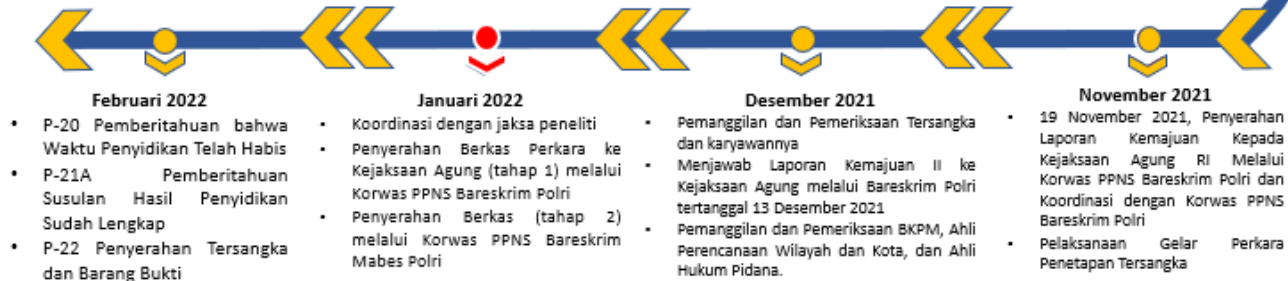 Februari 2022
• P-20 Pemberitahuan bahwa
Waktu Penyidikan Telah Habis
• P-21A Pemberitahuan
Susulan Hasil Penyidikan
Sudah Lengkap
• P-22 Penyerahan Tersangka
dan Barang Bukti
Januari 2022
▪ Koordinasi dengan jaksa peneliti
▪ Penyerahan Berkas Perkara ke
Kejaksaan Agung (tahap 1) melalui
Korwas PPNS Bareskrim Polri
▪ Penyerahan Berkas (tahap 2)
melalui Korwas PPNS Bareskrim
Mabes Polri
Desember 2021
▪ Pemanggilan dan Pemeriksaan Tersangka
dan karyawannya
▪ Menjawab Laporan Kemajuan II ke
Kejaksaan Agung melalui Bareskrim Polri
tertanggal 13 Desember 2021
▪ Pemanggilan dan Pemeriksaan BKPM, Ahli
Perencanaan Wilayah dan Kota, dan Ahli
Hukum Pidana.
November 2021
▪ 19 November 2021, Penyerahan
Laporan Kemajuan Kepada
Kejaksaan Agung RI Melalui
Korwas PPNS Bareskrim Polri dan
Koordinasi dengan Korwas PPNS
Bareskrim Polri
▪ Pelaksanaan Gelar Perkara
Penetapan Tersangka